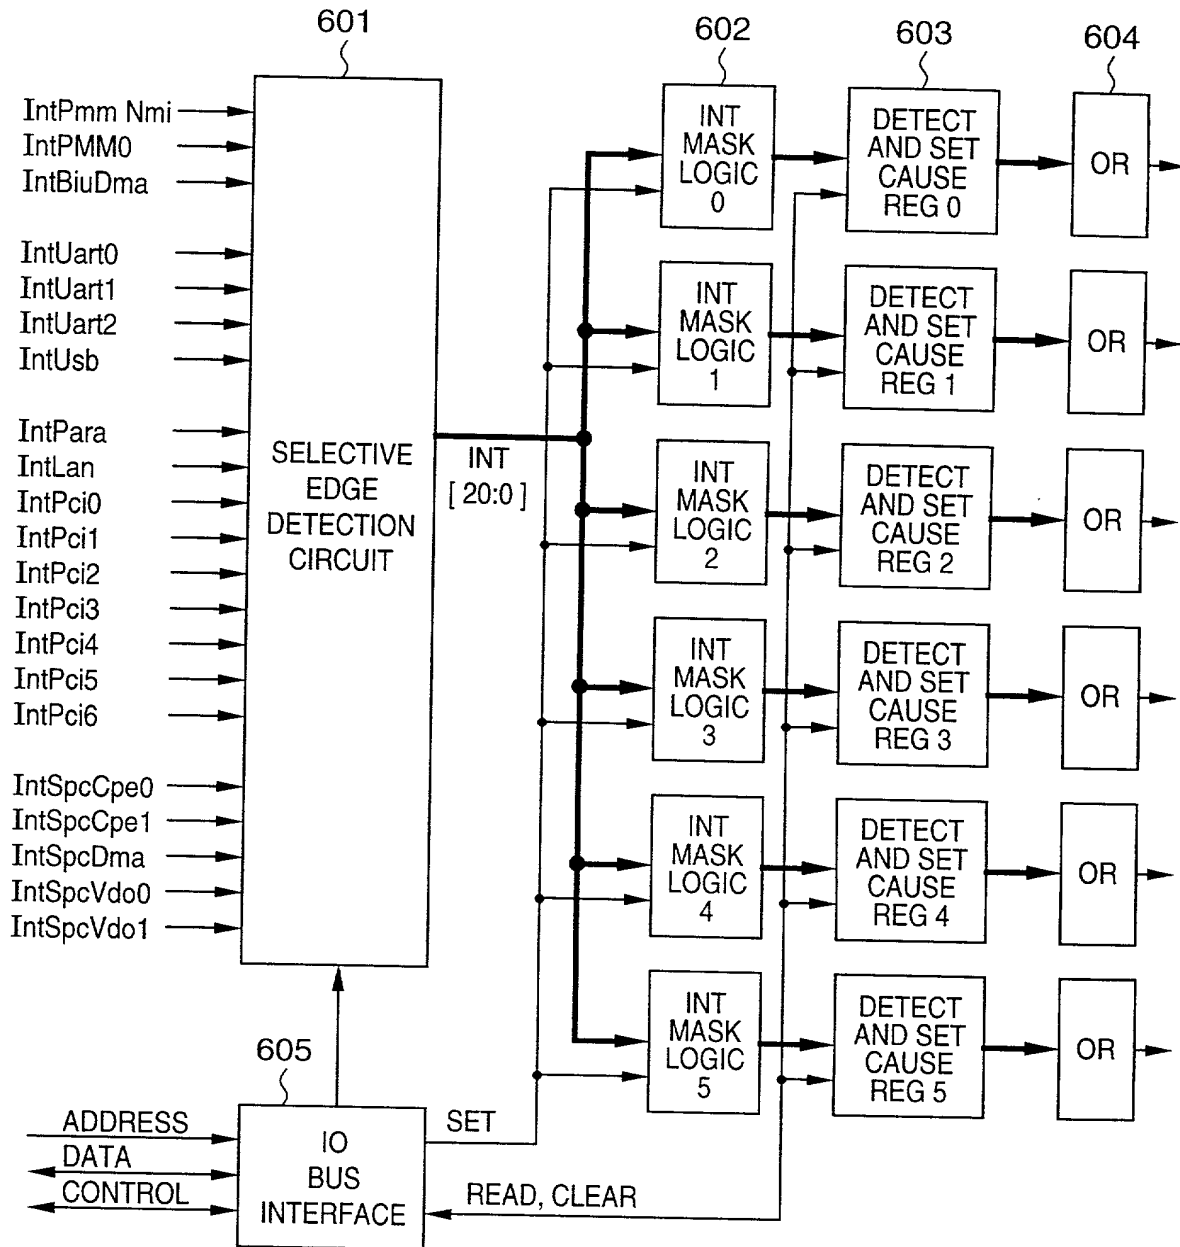 601
602
603
604
IntPmm Nmi
IntPMM0
IntBiuDma
IntUart0
IntUart1
IntUart2
IntUsb
IntPara
IntLan
IntPci0
IntPci1
IntPci2
IntPci3
IntPci4
IntPci5
IntPci6
IntSpcCpe0
IntSpcCpe1
IntSpcDma
IntSpcVdo0
IntSpcVdo1
SELECTIVE
EDGE
DETECTION
CIRCUIT
INT
[ 20:0 ]
INT
MASK
LOGIC
0
DETECT
AND SET
CAUSE
REG 0
OR
INT
MASK
LOGIC
1
DETECT
AND SET
CAUSE
REG 1
OR
INT
MASK
LOGIC
2
DETECT
AND SET
CAUSE
REG 2
OR
INT
MASK
LOGIC
3
DETECT
AND SET
CAUSE
REG 3
OR
INT
MASK
LOGIC
4
DETECT
AND SET
CAUSE
REG 4
OR
INT
MASK
LOGIC
5
DETECT
AND SET
CAUSE
REG 5
OR
605
ADDRESS
DATA
CONTROL
IO
BUS
INTERFACE
SET
READ, CLEAR